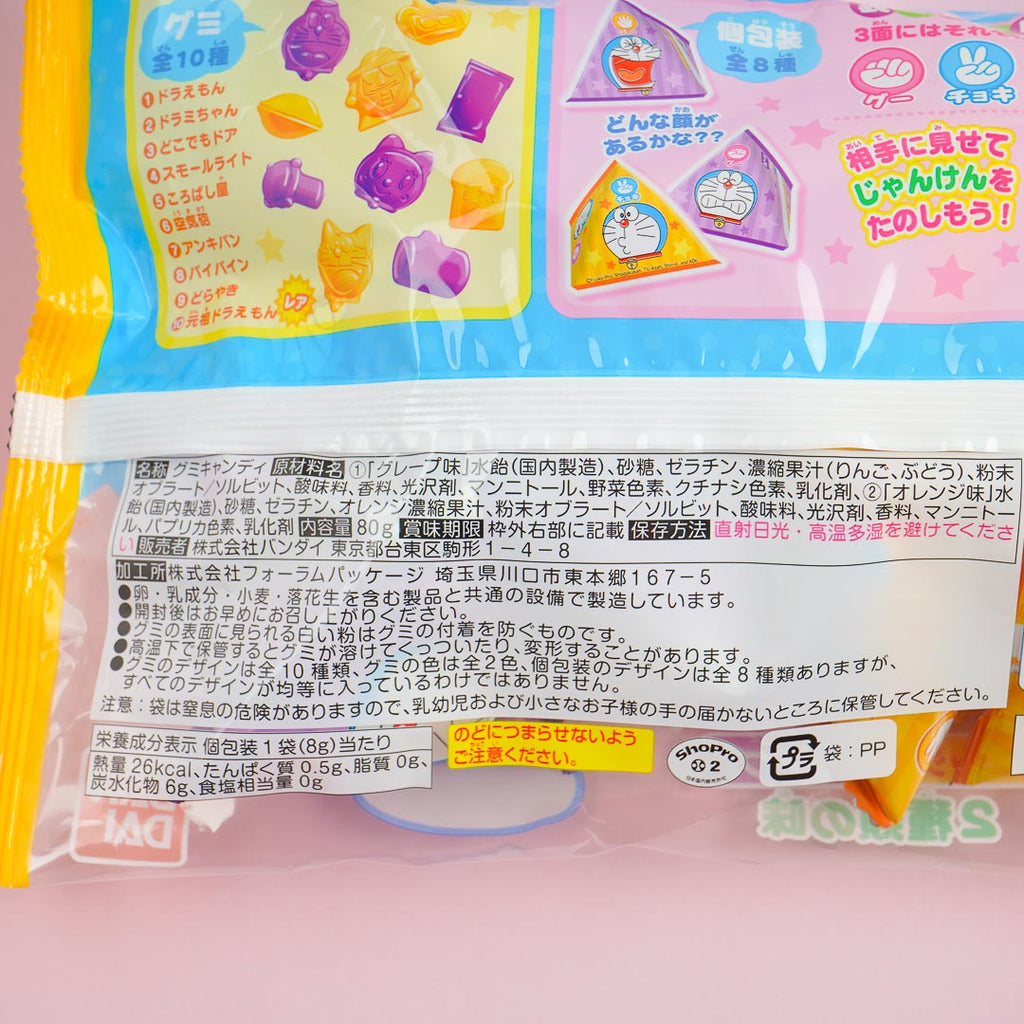 グミ
全10種
①ドラえもん
②ドラミちゃん
③どこでもドア
④スモールライト
⑤ころばし屋
⑥空気砲
⑦アンキパン
⑧バイバイン
⑨どらやき
⑩元祖ドラえもん
レア
個包装
全8種
どんな顔が
あるかな??
チョキ
グー
3面にはそれ
グー
チョキ
相手に見せて
じゃんけんを
たのしもう!
名称 グミキャンディ 原材料名 ①「グレープ味」水飴(国内製造)、砂糖、ゼラチン、濃縮果汁(りんご、ぶどう)、粉末
オブラート/ソルビット、酸味料、香料、光沢剤、マンニトール、野菜色素、クチナシ色素、乳化剤、②「オレンジ味」水
飴(国内製造)、砂糖、ゼラチン、オレンジ濃縮果汁、粉末オブラート/ソルビット、酸味料、光沢剤、香料、マンニトー
ル、パプリカ色素、乳化剤 内容量 80g 賞味期限 枠外右部に記載 保存方法 直射日光・高温多湿を避けてくださ
い 販売者 株式会社バンダイ 東京都台東区駒形1-4-8
加工所 株式会社フォーラムパッケージ 埼玉県川口市東本郷167-5
●卵・乳成分・小麦・落花生を含む製品と共通の設備で製造しています。
●開封後はお早めにお召し上がりください。
●グミの表面に見られる白い粉はグミの付着を防ぐものです。
●高温下で保管するとグミが溶けてくっついたり、変形することがあります。
●グミのデザインは全10種類、グミの色は全2色、個包装のデザインは全8種類ありますが、
すべてのデザインが均等に入っているわけではありません。
注意:袋は窒息の危険がありますので、乳幼児および小さなお子様の手の届かないところに保管してください。
栄養成分表示 個包装1袋(8g)当たり
熱量 26kcal、たんぱく質 0.5g、脂質 0g、
炭水化物 6g、食塩相当量 0g
のどにつまらせないよう
ご注意ください。
ShoPro
2
プラ
袋:PP
2種類の味